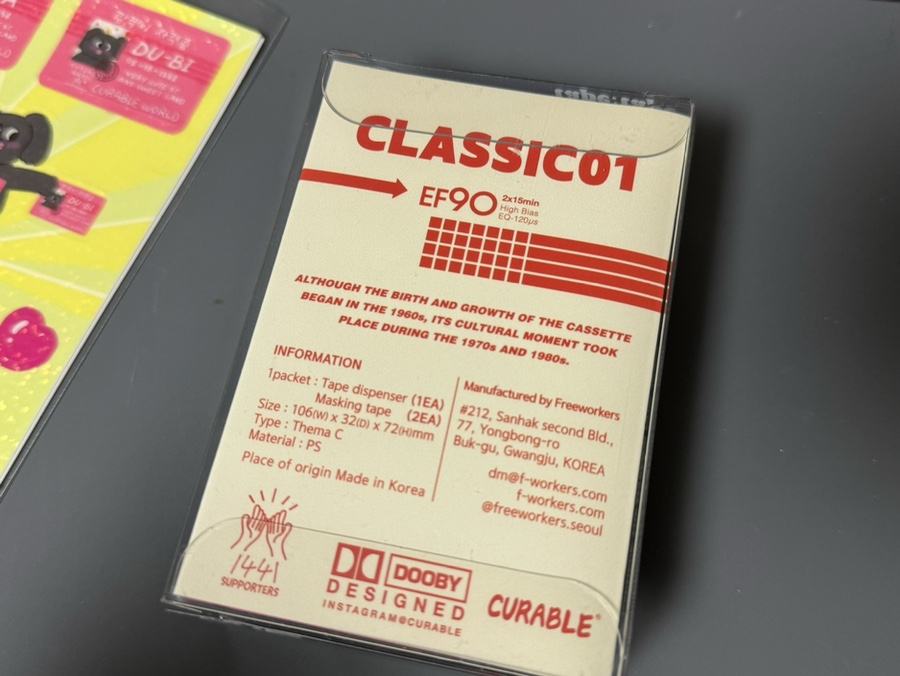 DU-BI
CURABLE WORLD
DU-BI
CLASSIC01
EF90
2x15min
High Bias
EQ-120µs
ALTHOUGH THE BIRTH AND GROWTH OF THE CASSETTE
BEGAN IN THE 1960s, ITS CULTURAL MOMENT TOOK
PLACE DURING THE 1970s AND 1980s.
INFORMATION
1packet : Tape dispenser (1EA)
Masking tape (2EA)
Size : 106(W) x 32(D) x 72(H)mm
Type : Thema C
Material : PS
Place of origin Made in Korea
Manufactured by Freeworkers
#212, Sanhak second Bld.,
77, Yongbong-ro
Buk-gu, Gwangju, KOREA
dm@f-workers.com
f-workers.com
@freeworkers.seoul
1441
SUPPORTERS
DOOBY
DESIGNED
INSTAGRAM@CURABLE
CURABLE®